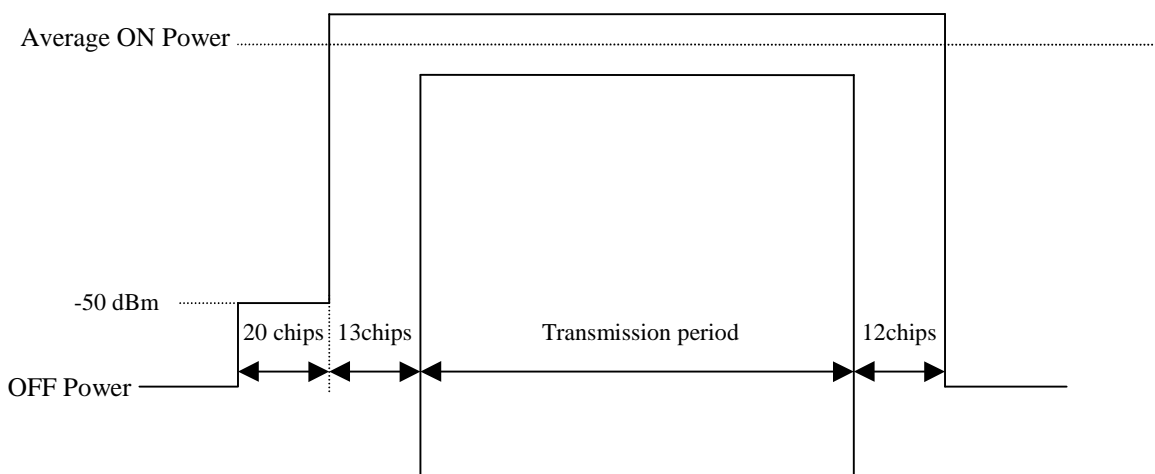 Average ON Power
-50 dBm
20 chips 13chips Transmission period 12chips
OFF Power